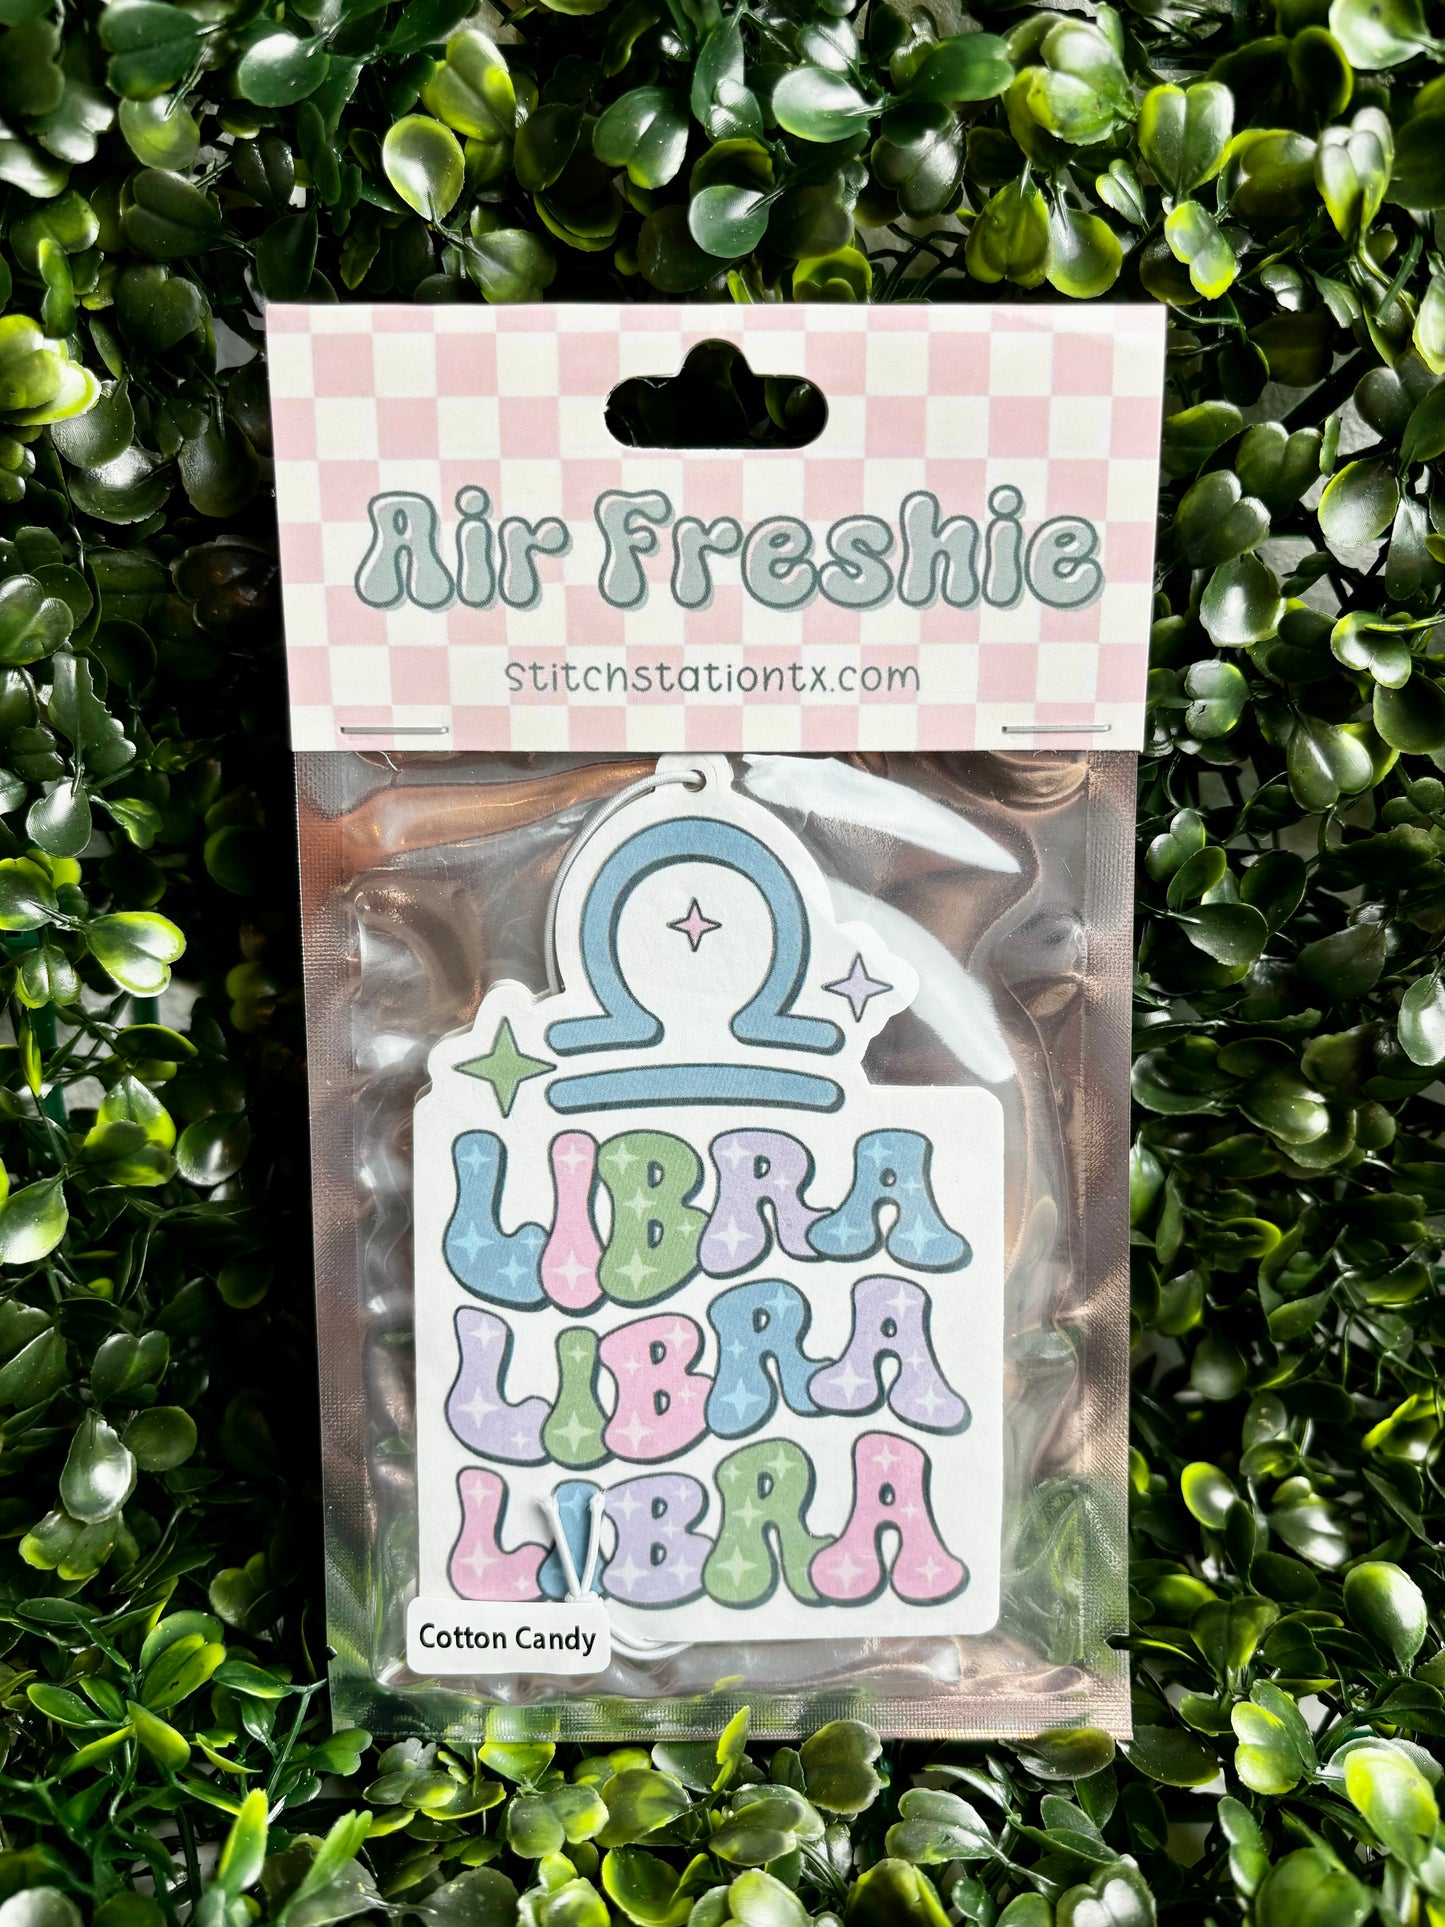 Air Freshie
stitchstationtx.com
LIBRA
LIBRA
LIBRA
Cotton Candy